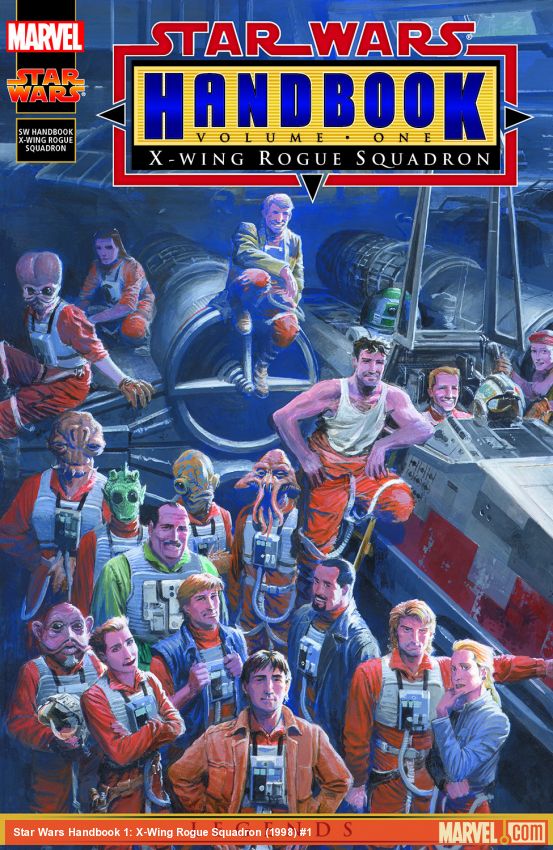 MARVEL
STAR WARS
SW HANDBOOK
X-WING ROGUE
SQUADRON
STAR WARS
HANDBOOK
VOLUME • ONE
X-WING ROGUE SQUADRON
LEGENDS
Star Wars Handbook 1: X-Wing Rogue Squadron (1998) #1
MARVEL.com